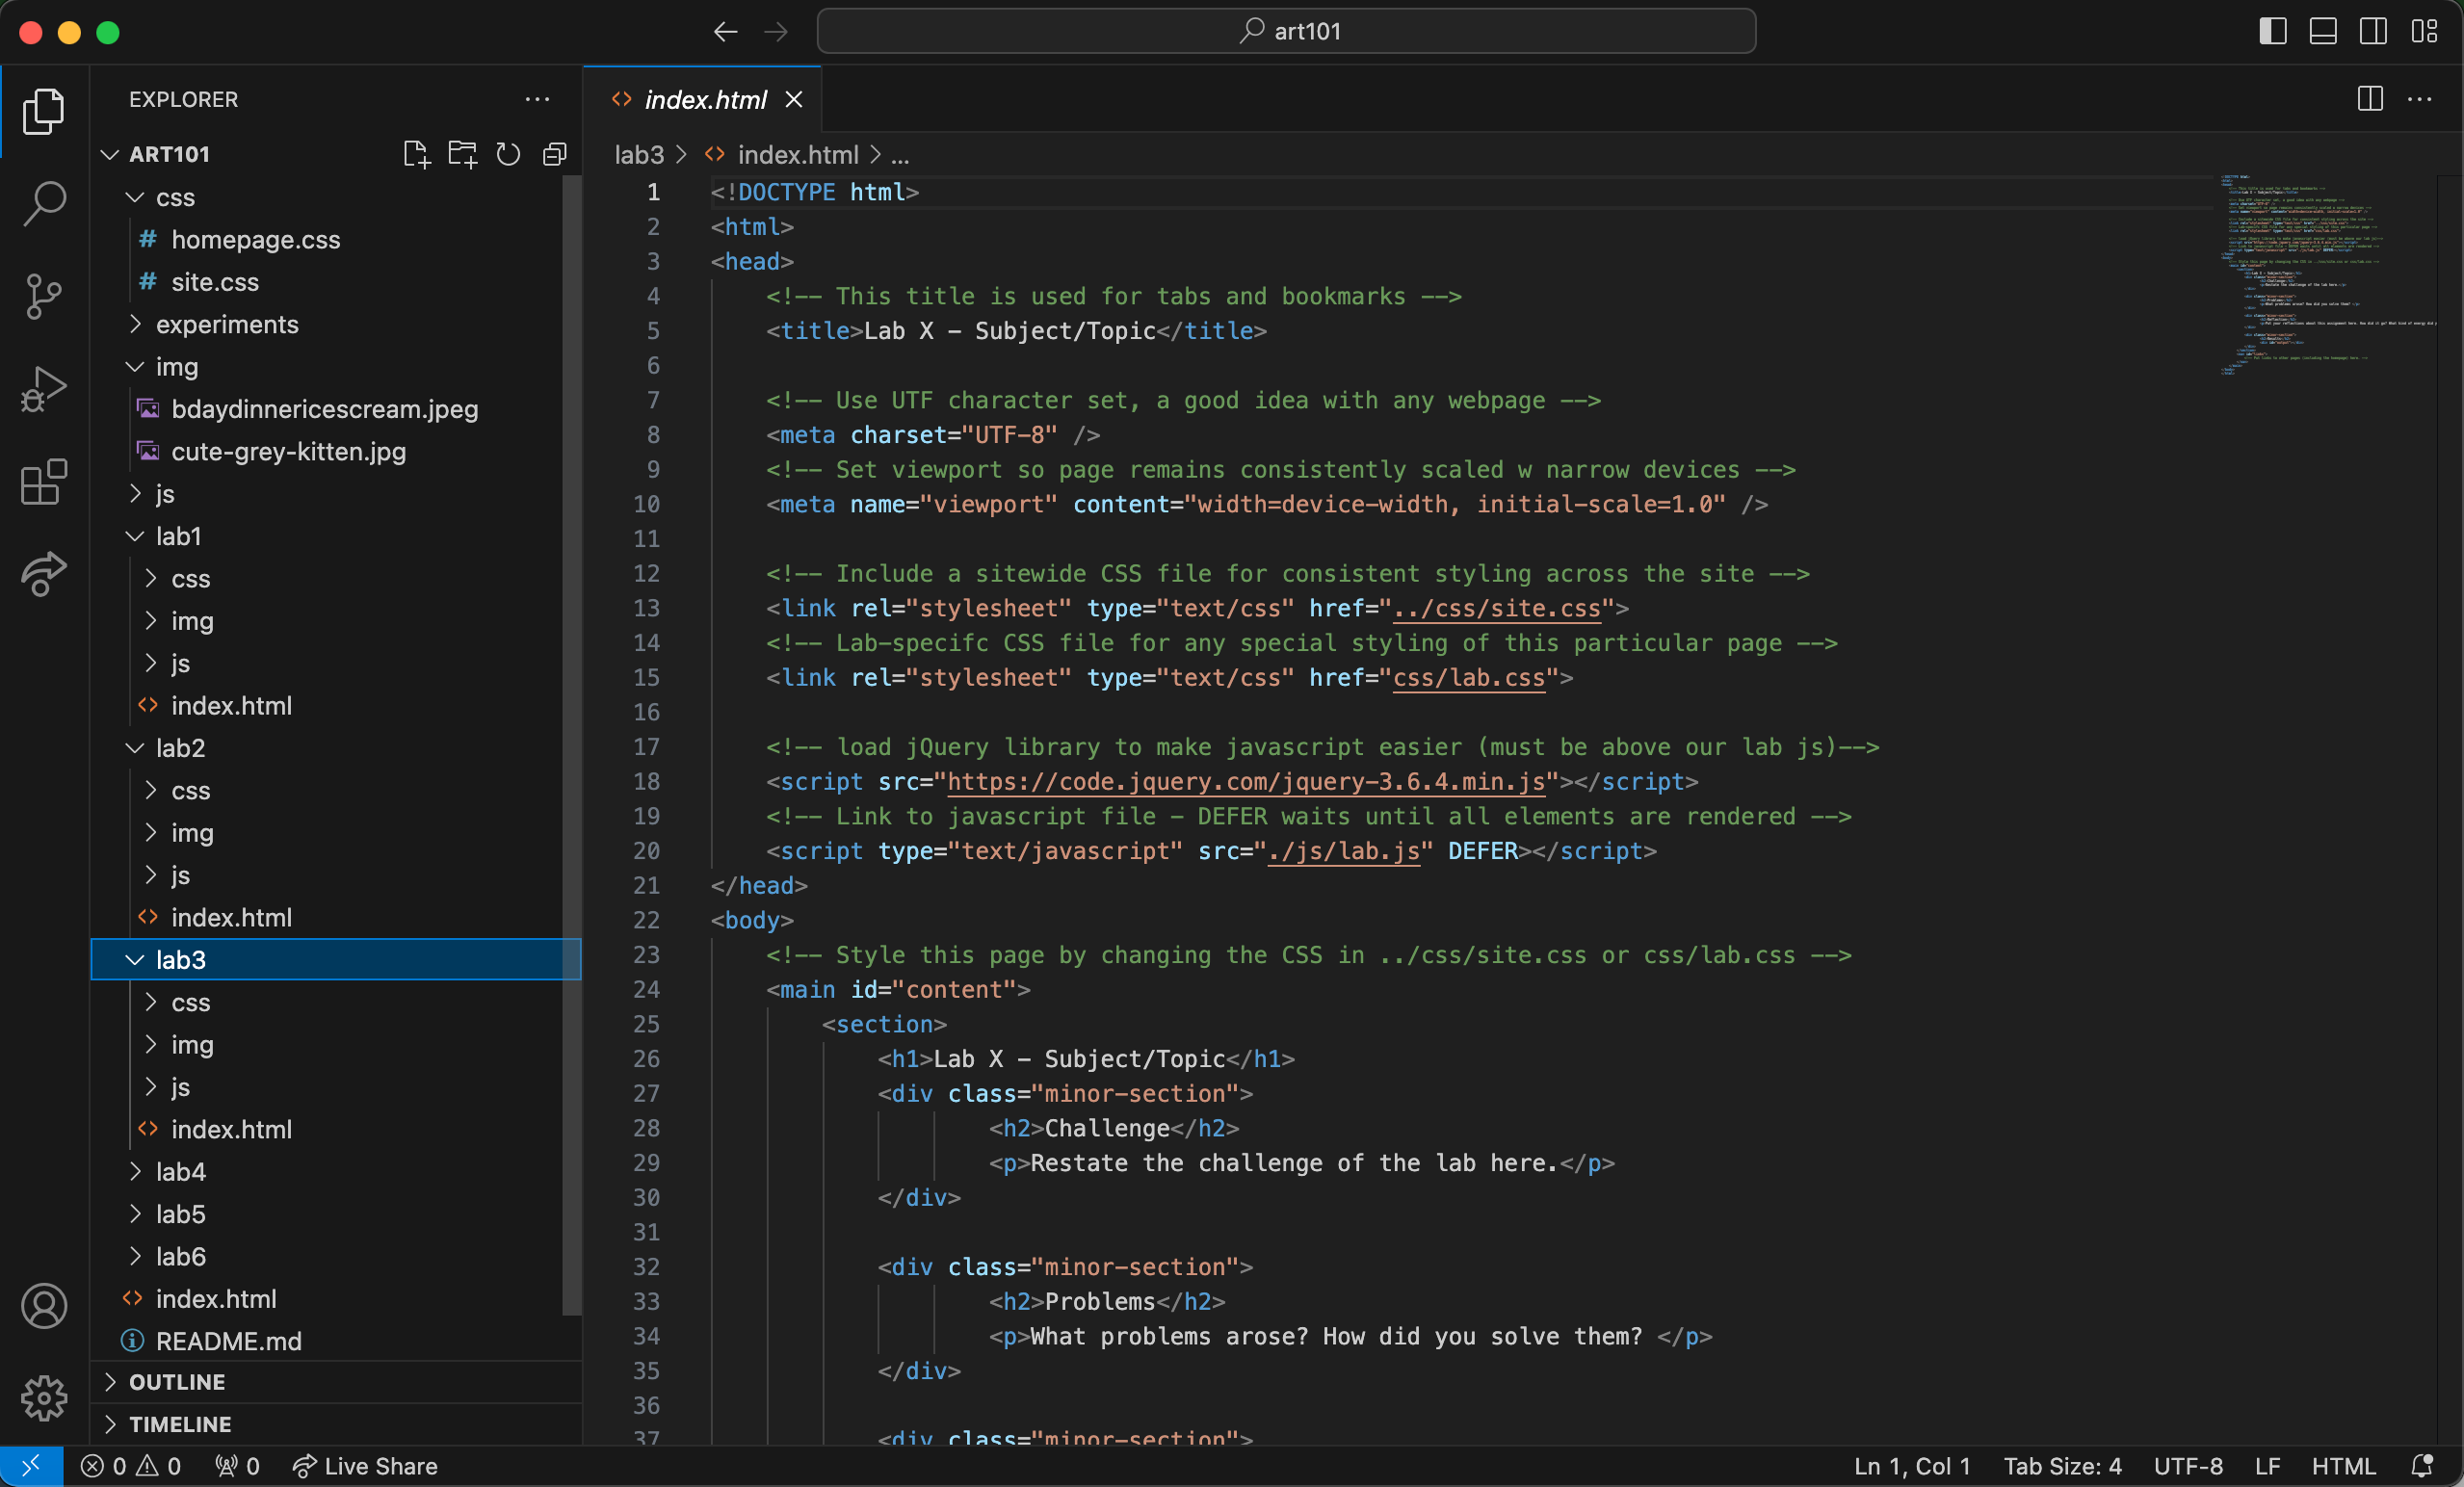 art101
EXPLORER
ART101
css
# homepage.css
# site.css
experiments
img
bdaydinnericescream.jpeg
cute-grey-kitten.jpg
js
lab1
css
img
js
<> index.html
lab2
css
img
js
<> index.html
lab3
css
img
js
<> index.html
lab4
lab5
lab6
<> index.html
README.md
OUTLINE
TIMELINE
<> index.html
lab3 > <> index.html > ...
1 <!DOCTYPE html>
2 <html>
3 <head>
4 <!-- This title is used for tabs and bookmarks -->
5 <title>Lab X - Subject/Topic</title>
6
7 <!-- Use UTF character set, a good idea with any webpage -->
8 <meta charset="UTF-8" />
9 <!-- Set viewport so page remains consistently scaled w narrow devices -->
10 <meta name="viewport" content="width=device-width, initial-scale=1.0" />
11
12 <!-- Include a sitewide CSS file for consistent styling across the site -->
13 <link rel="stylesheet" type="text/css" href="../css/site.css">
14 <!-- Lab-specifc CSS file for any special styling of this particular page -->
15 <link rel="stylesheet" type="text/css" href="css/lab.css">
16
17 <!-- load jQuery library to make javascript easier (must be above our lab js)-->
18 <script src="https://code.jquery.com/jquery-3.6.4.min.js"></script>
19 <!-- Link to javascript file - DEFER waits until all elements are rendered -->
20 <script type="text/javascript" src="./js/lab.js" DEFER></script>
21 </head>
22 <body>
23 <!-- Style this page by changing the CSS in ../css/site.css or css/lab.css -->
24 <main id="content">
25 <section>
26 <h1>Lab X - Subject/Topic</h1>
27 <div class="minor-section">
28 <h2>Challenge</h2>
29 <p>Restate the challenge of the lab here.</p>
30 </div>
31
32 <div class="minor-section">
33 <h2>Problems</h2>
34 <p>What problems arose? How did you solve them? </p>
35 </div>
36
37 <div class="minor-section">
0 0 0 Live Share
Ln 1, Col 1 Tab Size: 4 UTF-8 LF HTML